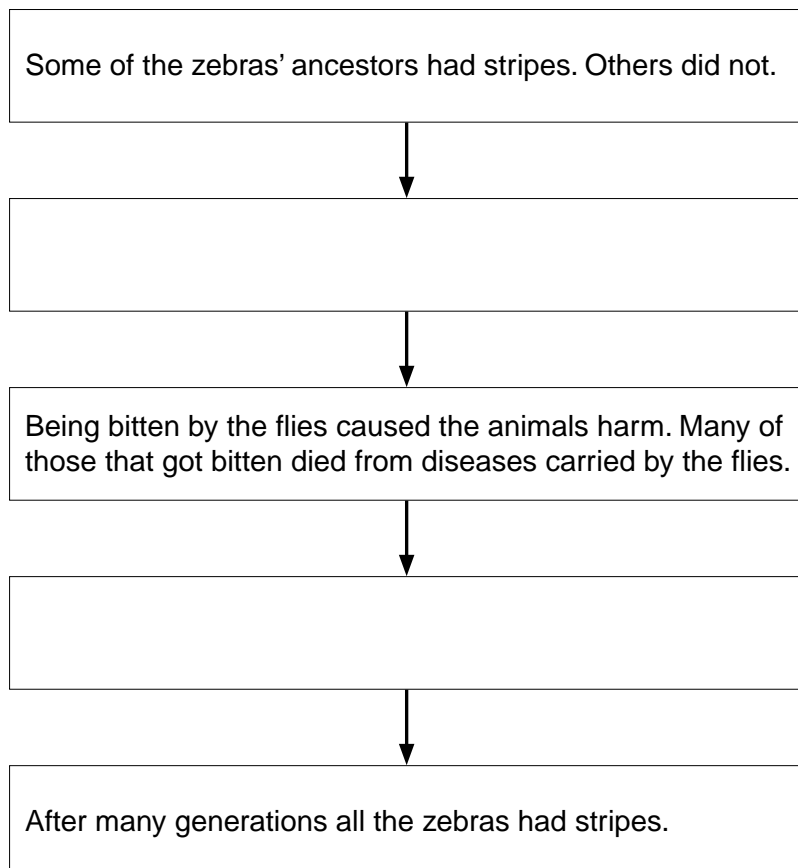 Some of the zebras’ ancestors had stripes. Others did not.
Being bitten by the flies caused the animals harm. Many of
those that got bitten died from diseases carried by the flies.
After many generations all the zebras had stripes.